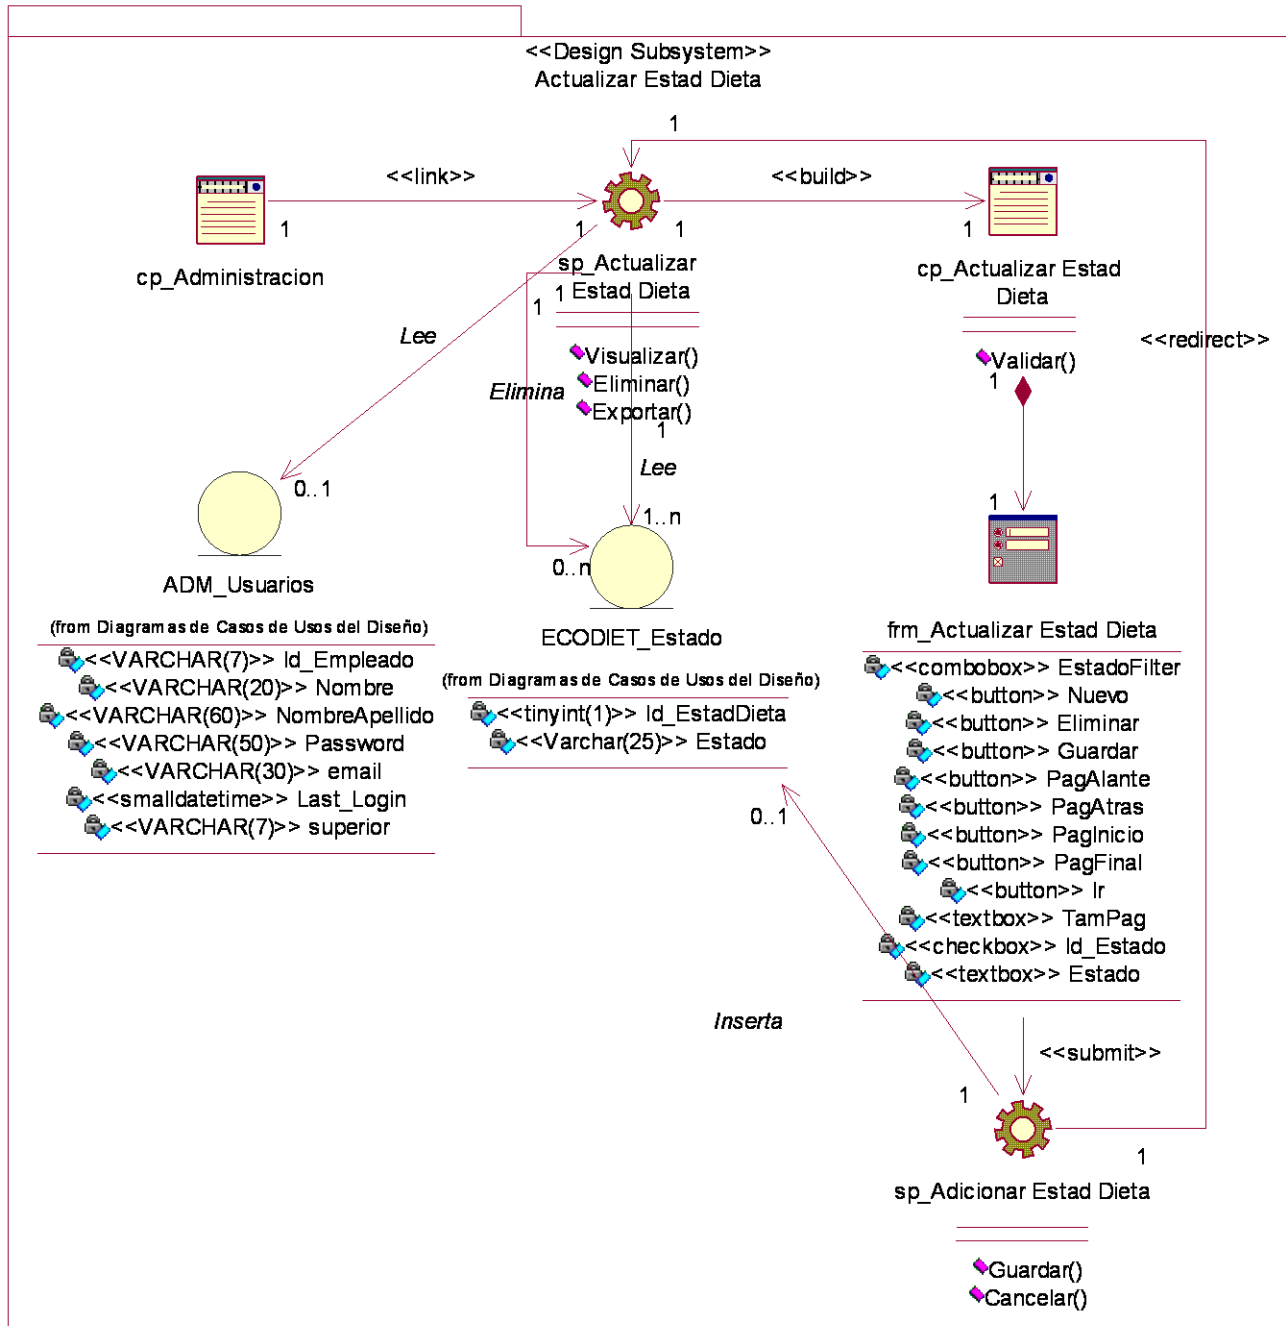 <<Design Subsystem>>
Actualizar Estad Dieta
1
<<link>>
<<build>>
1
1
1
1
cp_Administracion
sp_Actualizar
Estad Dieta
cp_Actualizar Estad
Dieta
1
1
Lee
<<redirect>>
Visualizar()
Eliminar()
Exportar()
Validar()
1
Elimina
1
Lee
0..1
1
1..n
0..n
ADM_Usuarios
(from Diagramas de Casos de Usos del Diseño)
<<VARCHAR(7)>> Id_Empleado
<<VARCHAR(20)>> Nombre
<<VARCHAR(60)>> NombreApellido
<<VARCHAR(50)>> Password
<<VARCHAR(30)>> email
<<smalldatetime>> Last_Login
<<VARCHAR(7)>> superior
ECODIET_Estado
(from Diagramas de Casos de Usos del Diseño)
<<tinyint(1)>> Id_EstadDieta
<<Varchar(25)>> Estado
frm_Actualizar Estad Dieta
<<combobox>> EstadoFilter
<<button>> Nuevo
<<button>> Eliminar
<<button>> Guardar
<<button>> PagAlante
<<button>> PagAtras
<<button>> PagInicio
<<button>> PagFinal
<<button>> Ir
<<textbox>> TamPag
<<checkbox>> Id_Estado
<<textbox>> Estado
0..1
Inserta
<<submit>>
1
1
sp_Adicionar Estad Dieta
Guardar()
Cancelar()